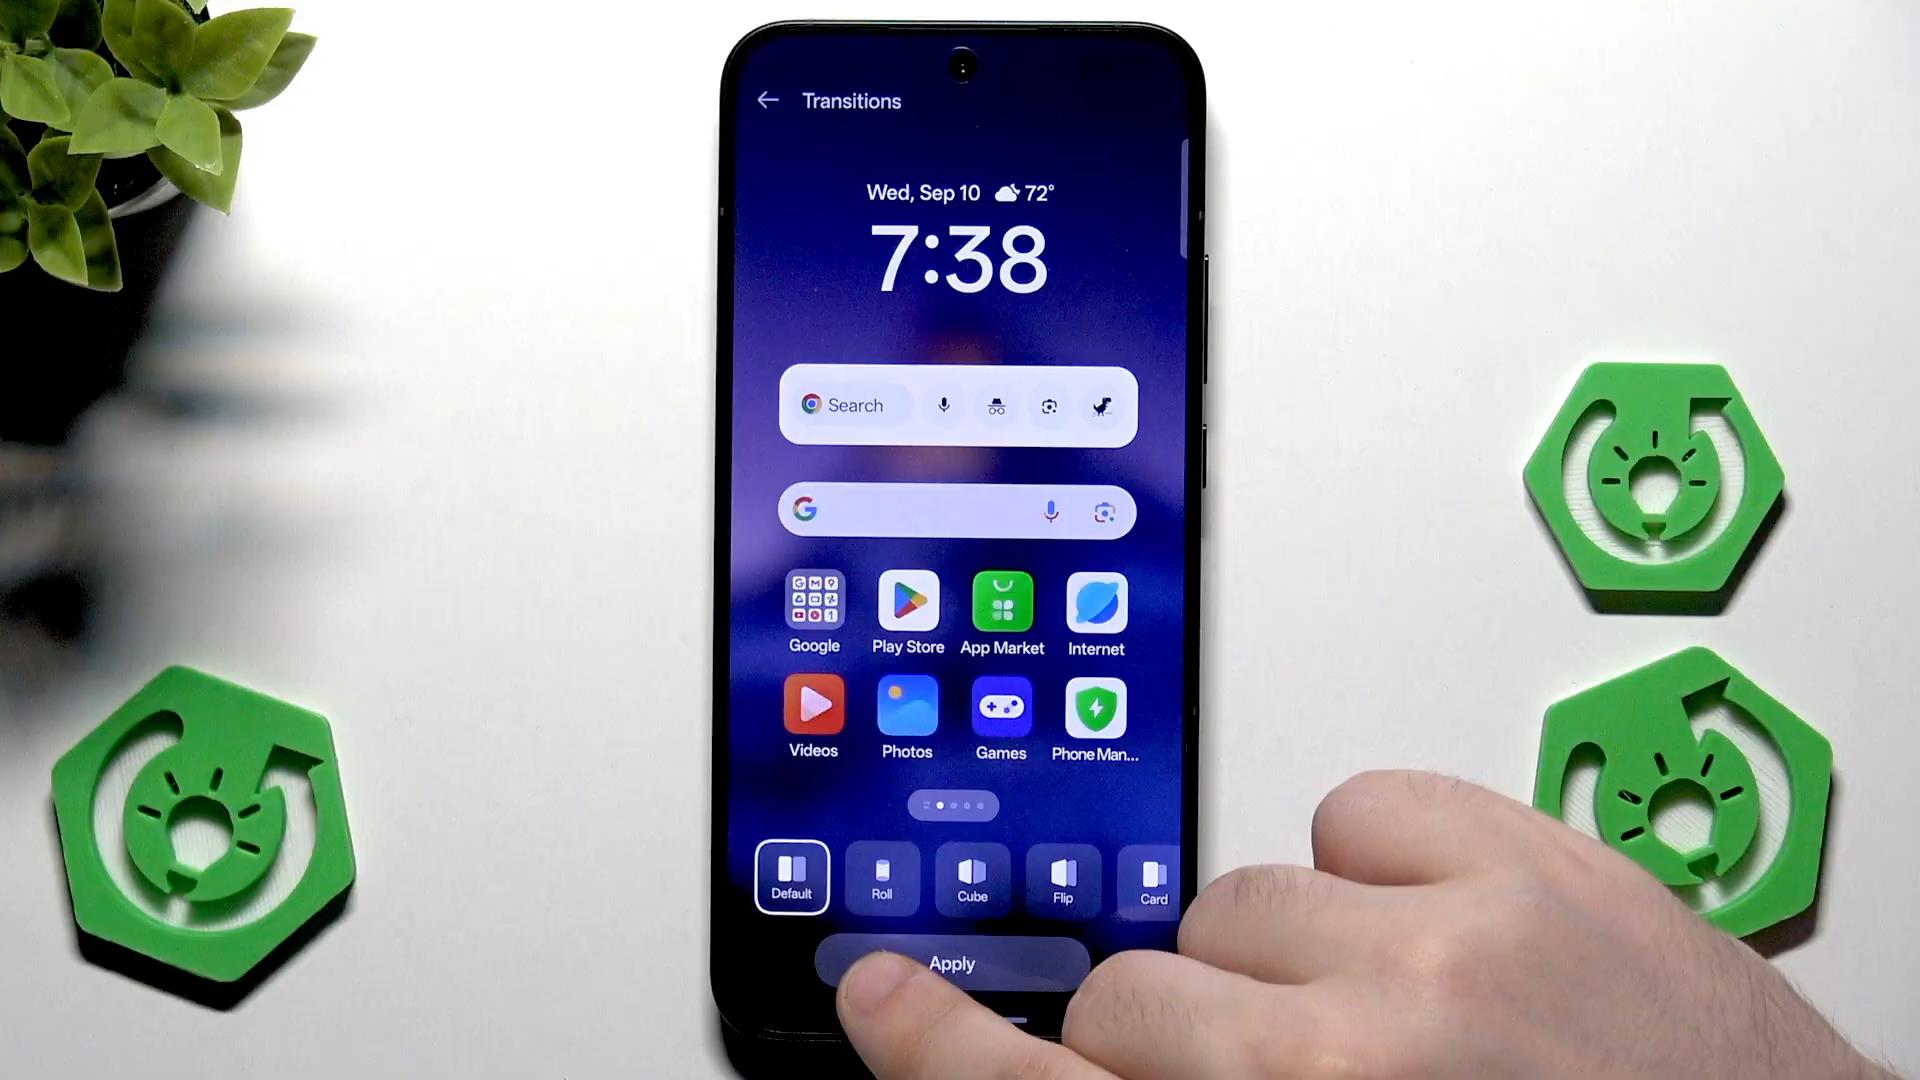 Transitions
Wed, Sep 10 72°
7:38
Search
Google Play Store App Market Internet
Videos Photos Games Phone Man...
Default Roll Cube Flip Card
Apply